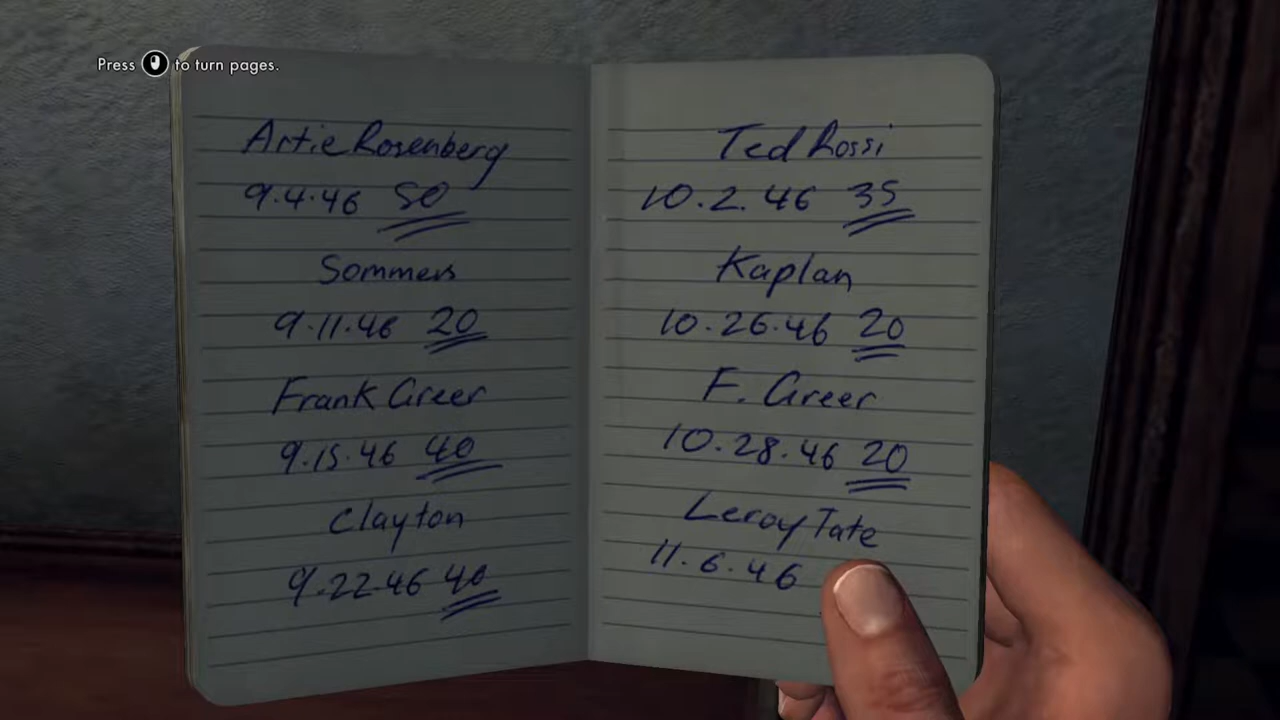 Press to turn pages.
Artie Rosenberg
9.4.46 50
Sommers
9.11.46 20
Frank Greer
9.15.46 40
Clayton
9.22.46 40
Ted Rossi
10.2.46 35
Kaplan
10.26.46 20
F. Greer
10.28.46 20
Leroy Tate
11.6.46